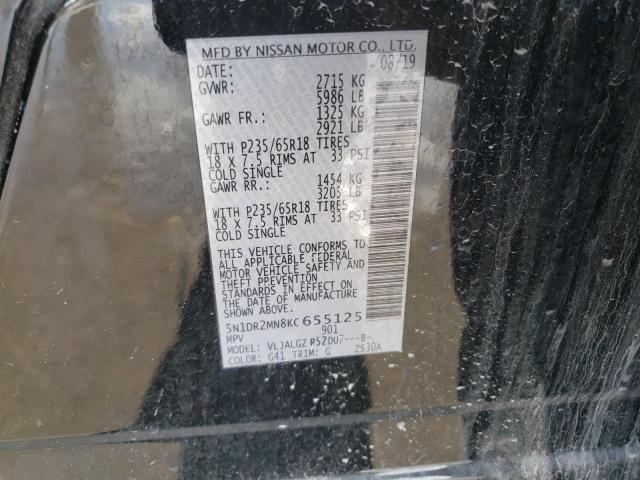 MFD BY NISSAN MOTOR CO., LTD.
DATE: 08/19
GVWR: 2715 KG
5986 LB
GAWR FR.: 1325 KG
2921 LB
WITH P235/65R18 TIRES
18 X 7.5 RIMS AT 33 PSI
COLD SINGLE
GAWR RR.: 1454 KG
3205 LB
WITH P235/65R18 TIRES
18 X 7.5 RIMS AT 33 PSI
COLD SINGLE
THIS VEHICLE CONFORMS TO
ALL APPLICABLE FEDERAL
MOTOR VEHICLE SAFETY AND
THEFT PREVENTION
STANDARDS IN EFFECT ON
THE DATE OF MFR SHOWN ABOVE.
5N1DR2MN8KC655125
MPV 901
MODEL: VLJALGZ R52DU7---B-
COLOR: G41 TRIM: G ZS30A